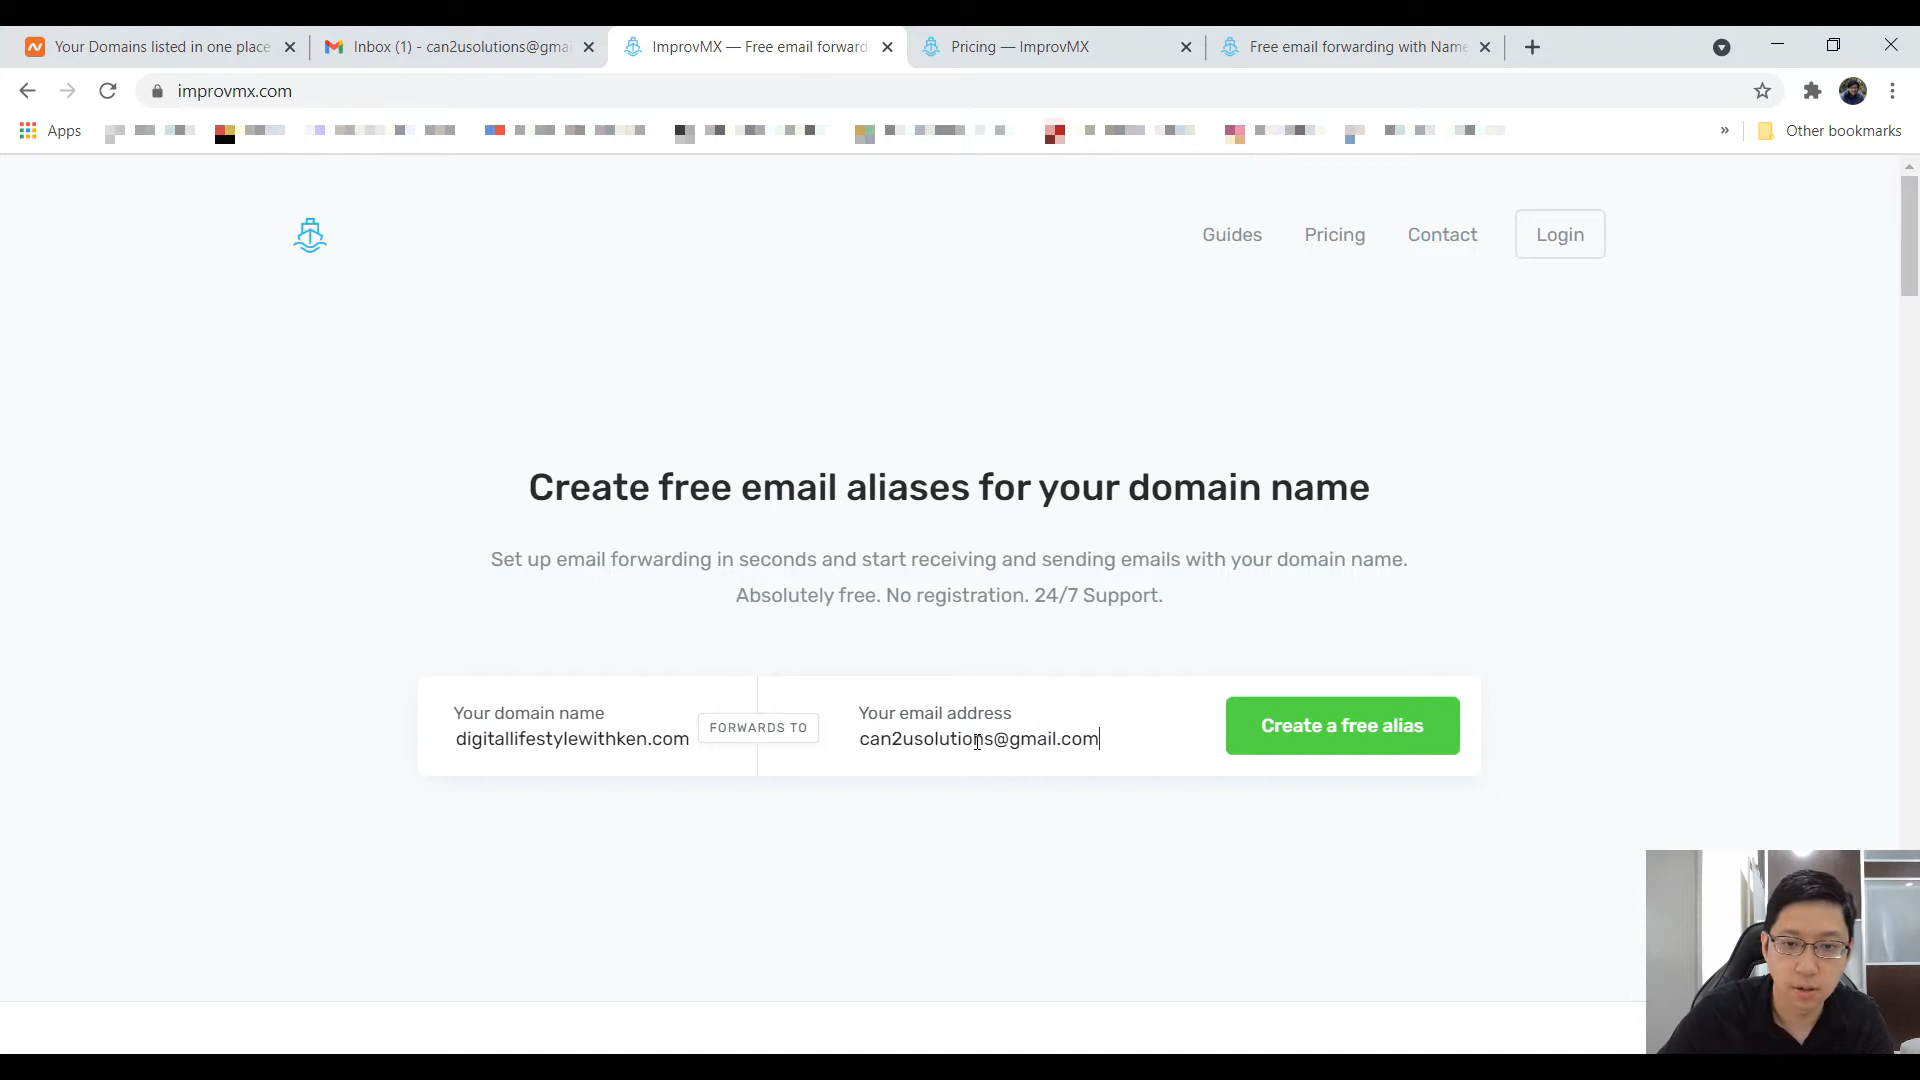 Your Domains listed in one place
Inbox (1) - can2usolutions@gmai
ImprovMX — Free email forward
Pricing — ImprovMX
Free email forwarding with Name
improvmx.com
Apps
Other bookmarks
Guides
Pricing
Contact
Login
Create free email aliases for your domain name
Set up email forwarding in seconds and start receiving and sending emails with your domain name.
Absolutely free. No registration. 24/7 Support.
Your domain name
digitallifestylewithken.com
FORWARDS TO
Your email address
can2usolutions@gmail.com
Create a free alias